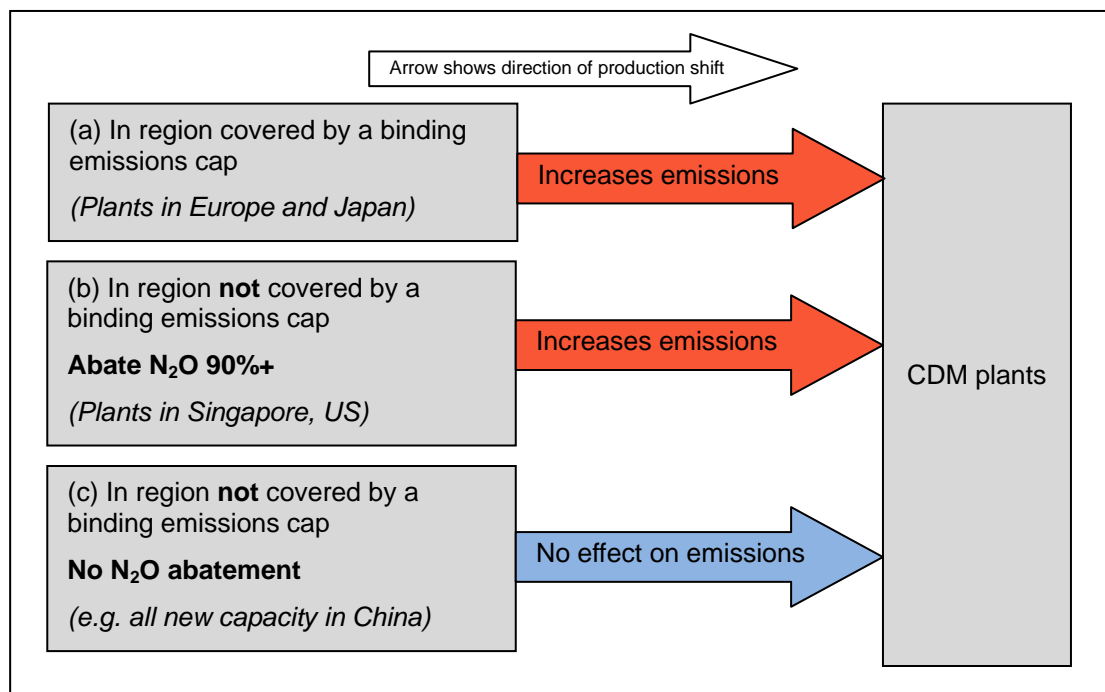 Arrow shows direction of production shift
(a) In region covered by a binding
emissions cap
(Plants in Europe and Japan)
Increases emissions
(b) In region not covered by a
binding emissions cap
Abate N₂O 90%+
(Plants in Singapore, US)
Increases emissions
CDM plants
(c) In region not covered by a
binding emissions cap
No N₂O abatement
(e.g. all new capacity in China)
No effect on emissions